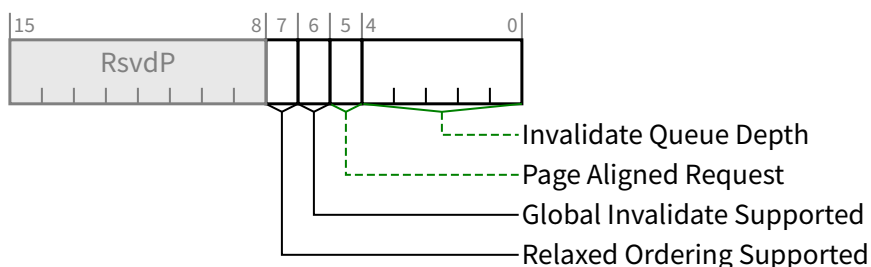 15 8 7 6 5 4 0
RsvdP
Invalidate Queue Depth
Page Aligned Request
Global Invalidate Supported
Relaxed Ordering Supported